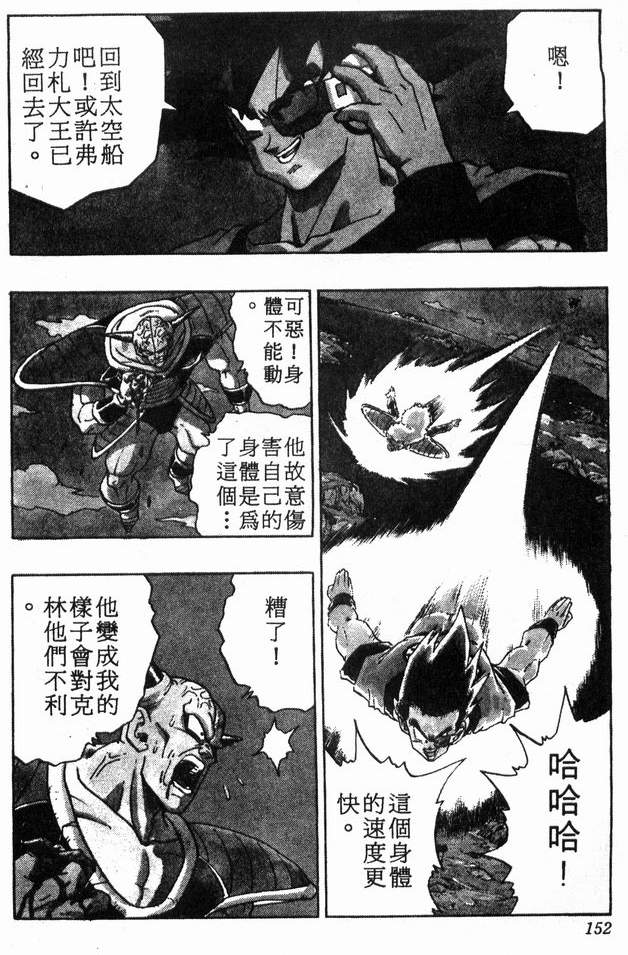 嗯！
回到太空船
吧！或許弗
力札大王已
經回去了。
哈哈哈！
這個身體
的速度更
快。
可惡！身
體不能動
。
他故意傷
害自己的
身體是為
了這個…
糟了！
他變成我的
樣子會對克
林他們不利
。
152